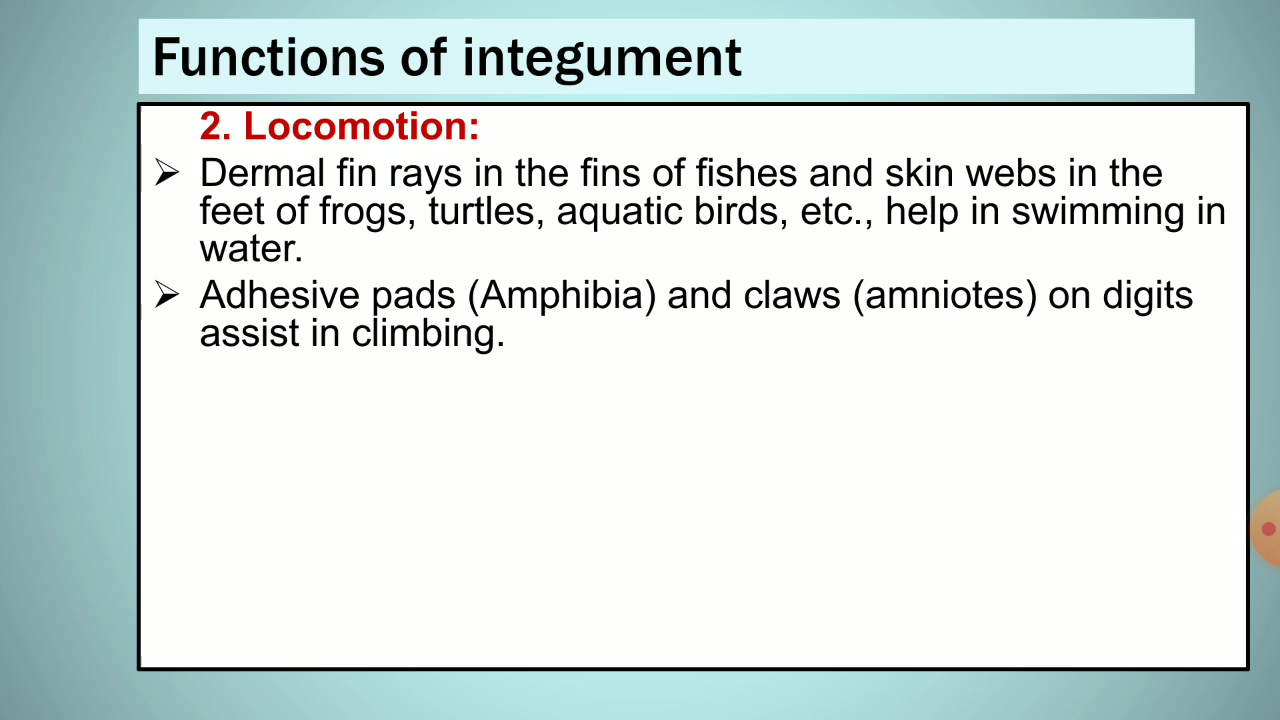 Functions of integument
2. Locomotion:
➢ Dermal fin rays in the fins of fishes and skin webs in the
feet of frogs, turtles, aquatic birds, etc., help in swimming in
water.
➢ Adhesive pads (Amphibia) and claws (amniotes) on digits
assist in climbing.